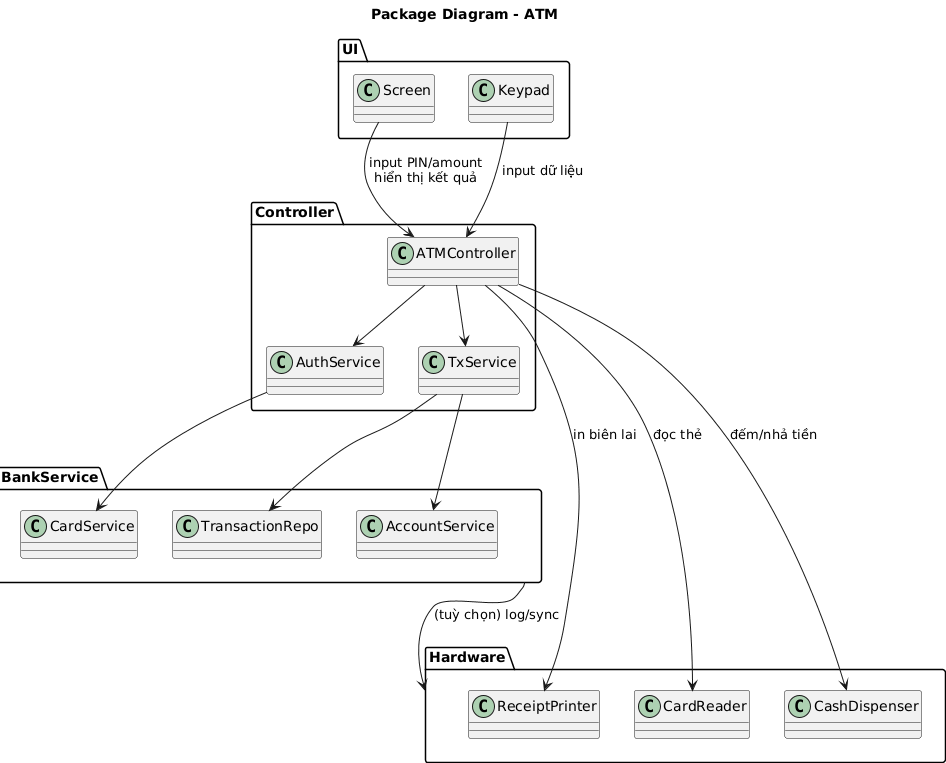 Package Diagram - ATM
UI
C Screen
C Keypad
input PIN/amount
hiển thị kết quả
input dữ liệu
Controller
C ATMController
C AuthService
C TxService
in biên lai
đọc thẻ
đếm/nhả tiền
BankService
C CardService
C TransactionRepo
C AccountService
(tuỳ chọn) log/sync
Hardware
C ReceiptPrinter
C CardReader
C CashDispenser